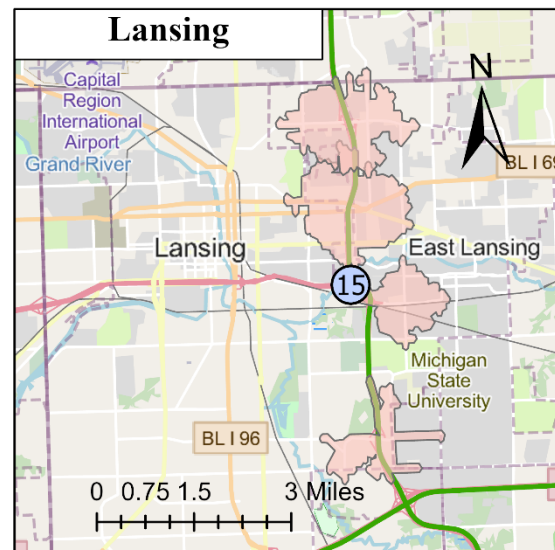 Lansing
Capital
Region
International
Airport
Grand River
N
BL I 69
Lansing
East Lansing
15
Michigan
State
University
BL I 96
0 0.75 1.5 3 Miles